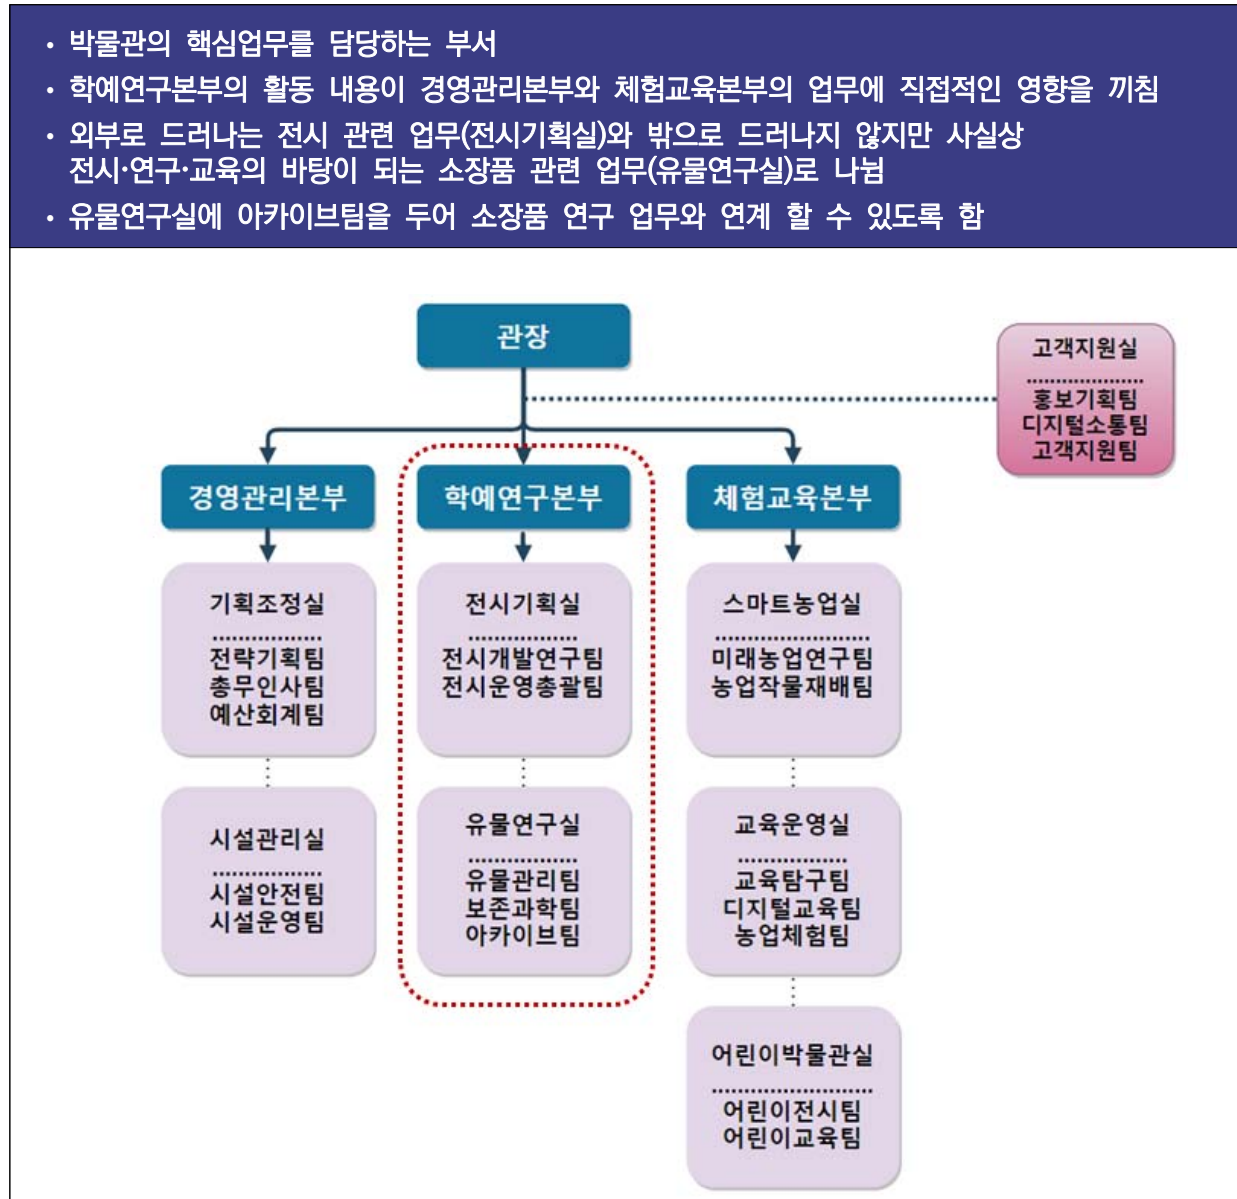 • 박물관의 핵심업무를 담당하는 부서
• 학예연구본부의 활동 내용이 경영관리본부와 체험교육본부의 업무에 직접적인 영향을 끼침
• 외부로 드러나는 전시 관련 업무(전시기획실)와 밖으로 드러나지 않지만 사실상
전시·연구·교육의 바탕이 되는 소장품 관련 업무(유물연구실)로 나뉨
• 유물연구실에 아카이브팀을 두어 소장품 연구 업무와 연계 할 수 있도록 함
관장
고객지원실
홍보기획팀
디지털소통팀
고객지원팀
경영관리본부
기획조정실
전략기획팀
총무인사팀
예산회계팀
시설관리실
시설안전팀
시설운영팀
학예연구본부
전시기획실
전시개발연구팀
전시운영총괄팀
유물연구실
유물관리팀
보존과학팀
아카이브팀
체험교육본부
스마트농업실
미래농업연구팀
농업작물재배팀
교육운영실
교육탐구팀
디지털교육팀
농업체험팀
어린이박물관실
어린이전시팀
어린이교육팀